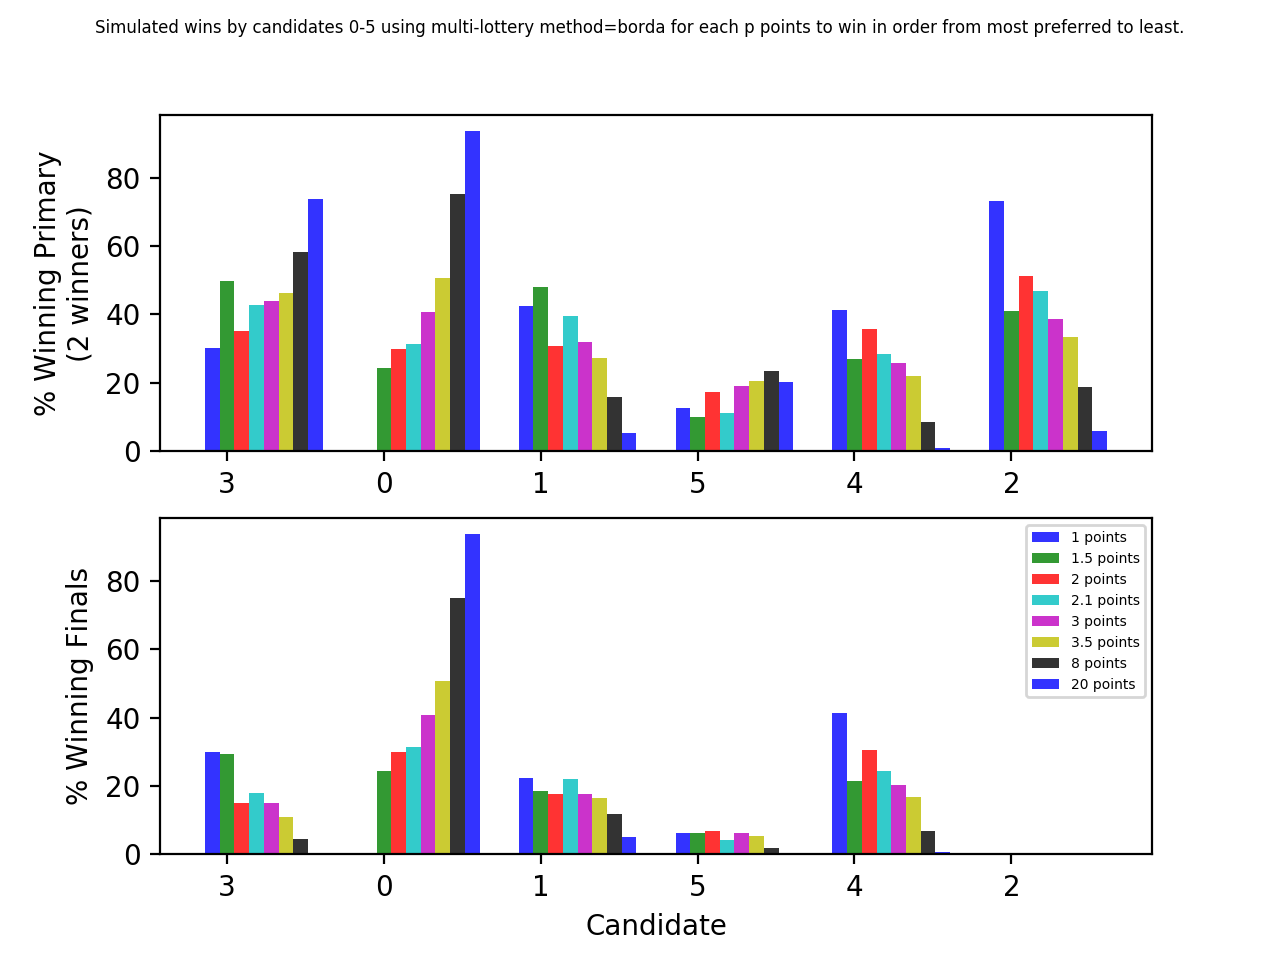 Simulated wins by candidates 0-5 using multi-lottery method=borda for each p points to win in order from most preferred to least.
% Winning Primary
(2 winners)
80
60
40
20
0
3 0 1 5 4 2
% Winning Finals
80
60
40
20
0
1 points
1.5 points
2 points
2.1 points
3 points
3.5 points
8 points
20 points
3 0 1 5 4 2
Candidate